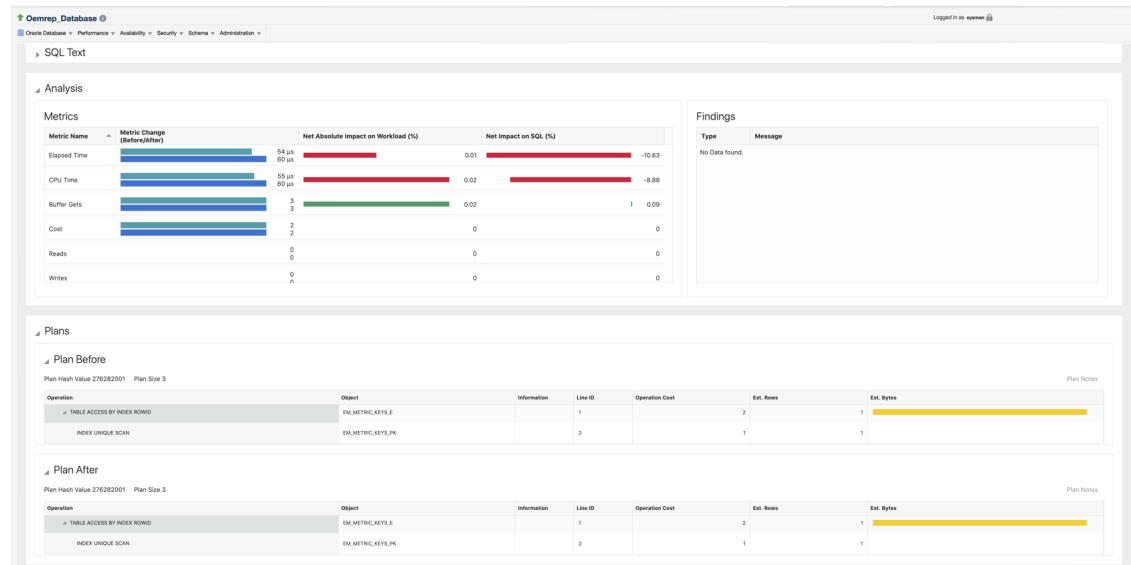 Oemrep_Database
Logged in as sysman
Oracle Database Performance Availability Security Schema Administration
SQL Text
Analysis
Metrics
Metric Name Metric Change (Before/After) Net Absolute Impact on Workload (%) Net Impact on SQL (%)
Elapsed Time 54 µs 60 µs 0.01 -10.63
CPU Time 55 µs 60 µs 0.02 -8.88
Buffer Gets 3 3 0.02 0.09
Cost 2 2 0 0
Reads 0 0 0 0
Writes 0 0 0 0
Findings
Type Message
No Data found.
Plans
Plan Before
Plan Hash Value 276282001 Plan Size 3 Plan Notes
Operation Object Information Line ID Operation Cost Est. Rows Est. Bytes
TABLE ACCESS BY INDEX ROWID EM_METRIC_KEYS_E 1 2 1
INDEX UNIQUE SCAN EM_METRIC_KEYS_PK 2 1 1
Plan After
Plan Hash Value 276282001 Plan Size 3 Plan Notes
Operation Object Information Line ID Operation Cost Est. Rows Est. Bytes
TABLE ACCESS BY INDEX ROWID EM_METRIC_KEYS_E 1 2 1
INDEX UNIQUE SCAN EM_METRIC_KEYS_PK 2 1 1